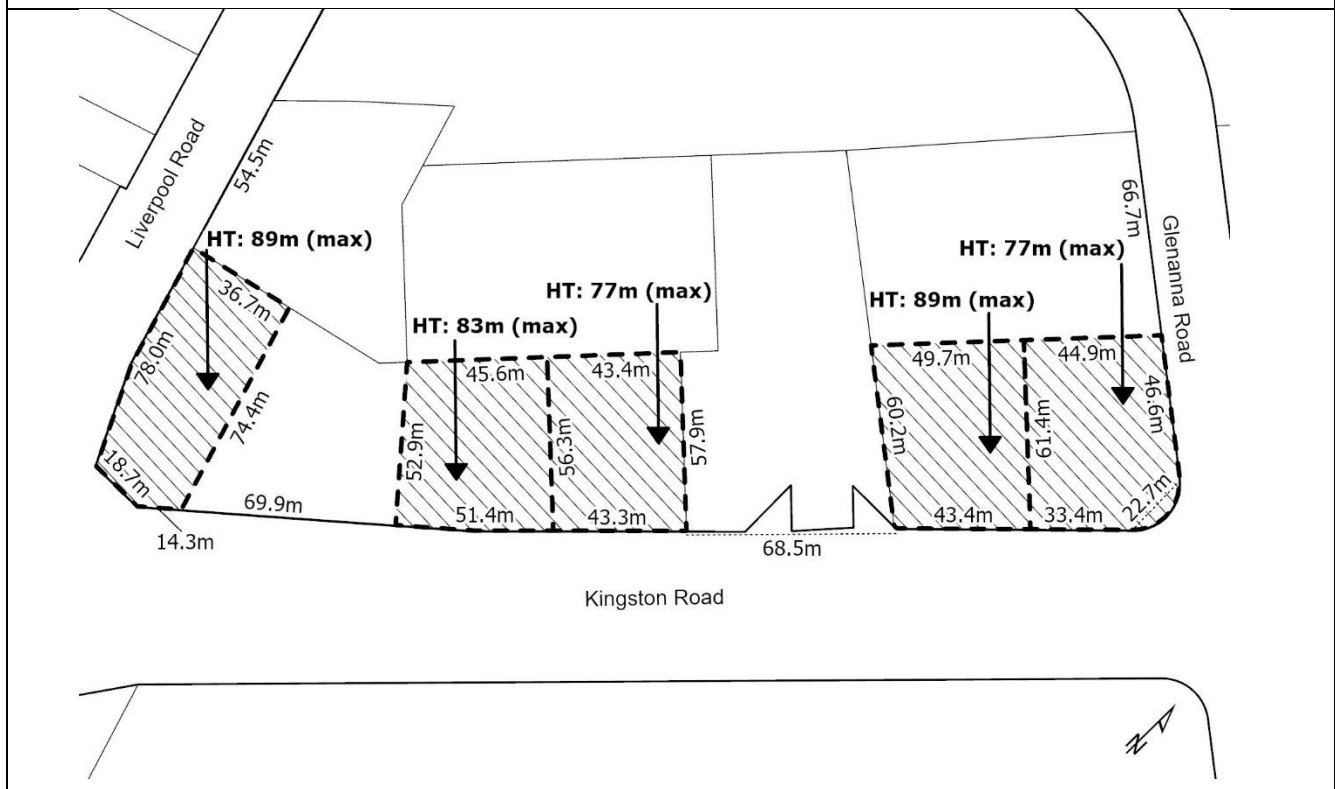 Liverpool Road
54.5m
HT: 89m (max)
36.7m
78.0m
74.4m
18.7m
14.3m
69.9m
HT: 83m (max)
HT: 77m (max)
45.6m
43.4m
52.9m
56.3m
57.9m
51.4m
43.3m
68.5m
HT: 89m (max)
HT: 77m (max)
66.7m
Glenanna Road
49.7m
44.9m
60.2m
61.4m
46.6m
43.4m
33.4m
22.7m
Kingston Road
N